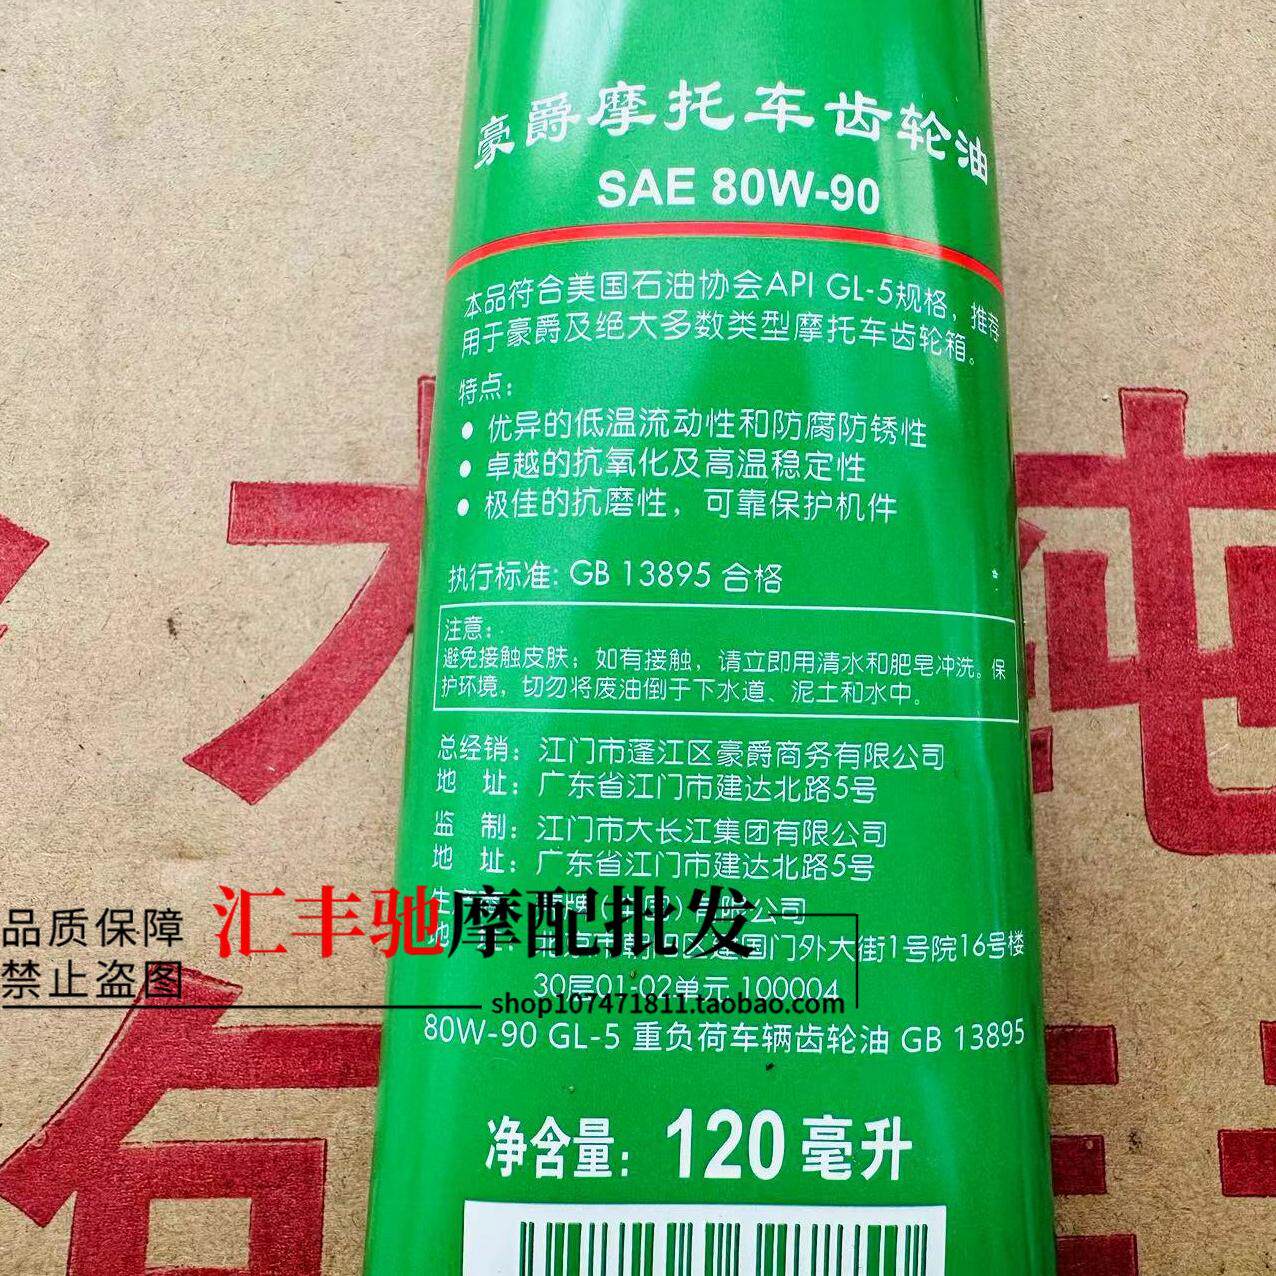 豪爵摩托车齿轮油
SAE 80W-90
本品符合美国石油协会API GL-5规格，推荐
用于豪爵及绝大多数类型摩托车齿轮箱。
特点：
● 优异的低温流动性和防腐防锈性
● 卓越的抗氧化及高温稳定性
● 极佳的抗磨性，可靠保护机件
执行标准: GB 13895 合格
注意：
避免接触皮肤；如有接触，请立即用清水和肥皂冲洗。保
护环境，切勿将废油倒于下水道、泥土和水中。
总经销：江门市蓬江区豪爵商务有限公司
地 址：广东省江门市建达北路5号
监 制：江门市大长江集团有限公司
地 址：广东省江门市建达北路5号
有限公司
国门外大街1号院16号楼
30层01-02单元 100004
品质保障
禁止盗图
汇丰驰摩配批发
shop107471811.taobao.com
80W-90 GL-5 重负荷车辆齿轮油 GB 13895
净含量：120毫升